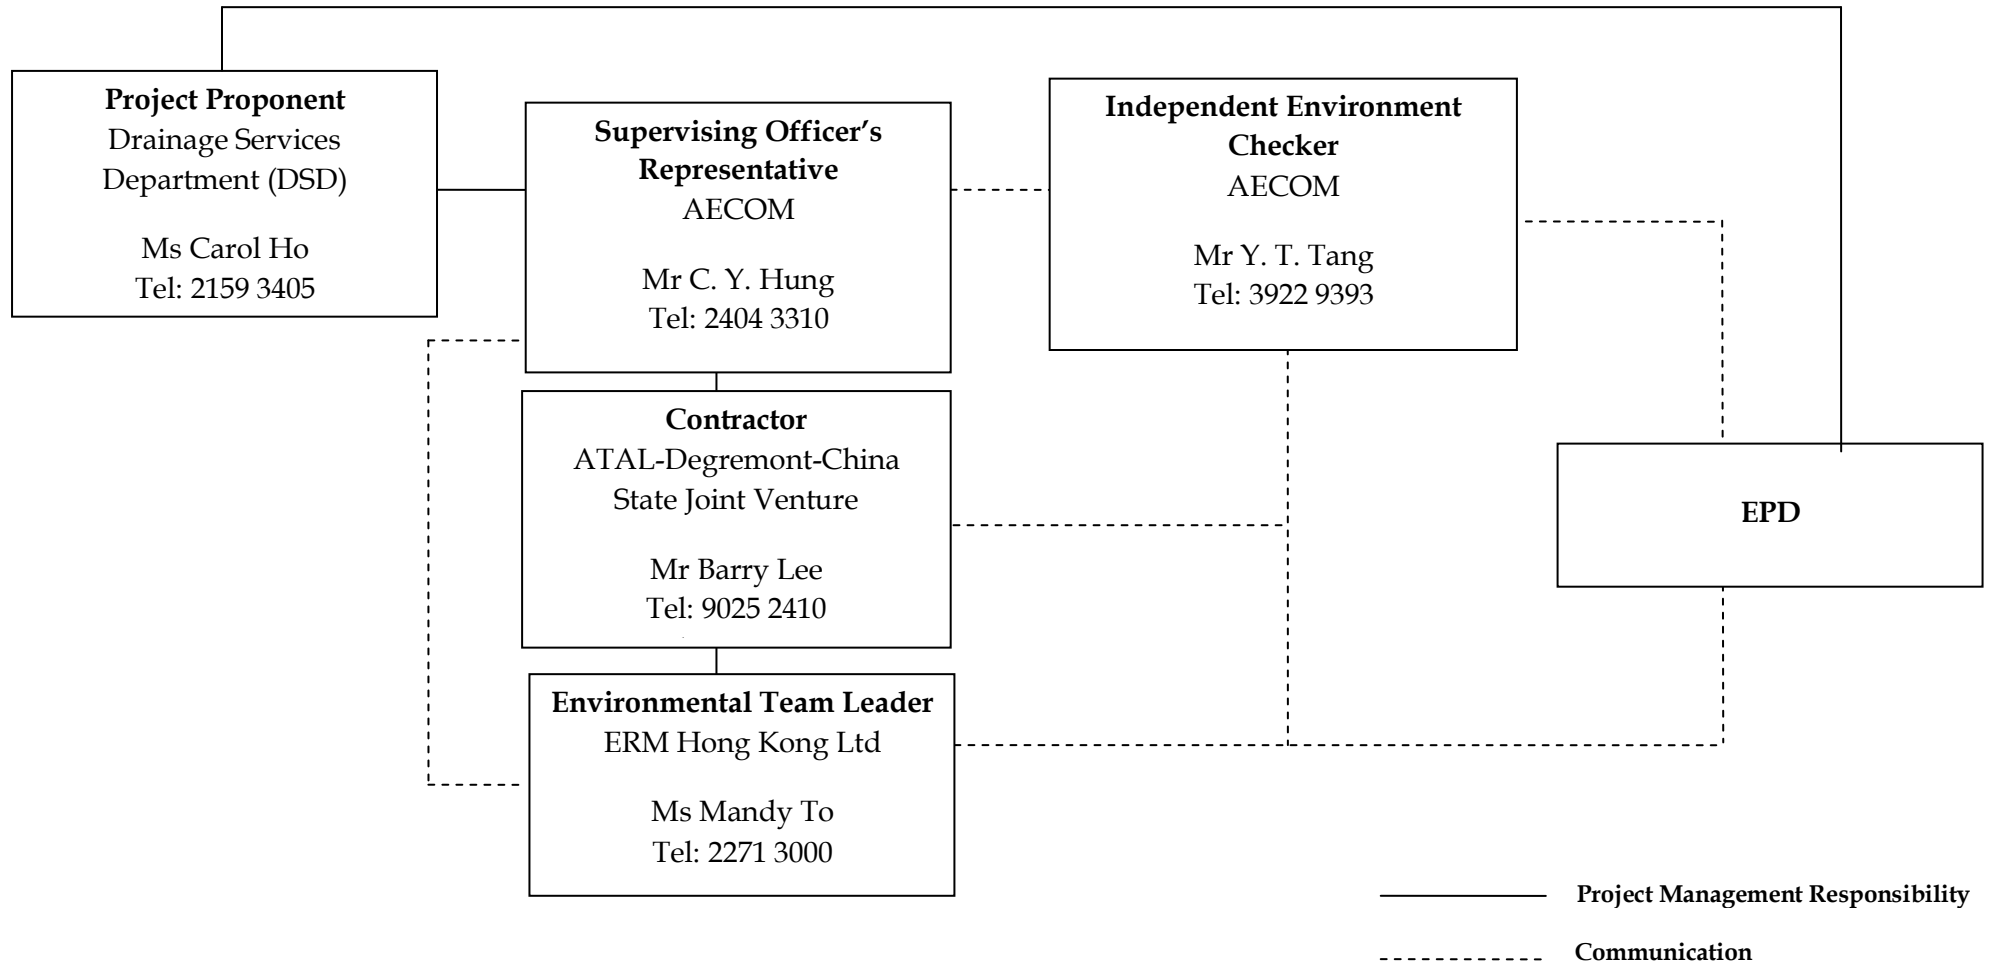 Project Proponent
Drainage Services
Department (DSD)
Ms Carol Ho
Tel: 2159 3405
Supervising Officer’s
Representative
AECOM
Mr C. Y. Hung
Tel: 2404 3310
Independent Environment
Checker
AECOM
Mr Y. T. Tang
Tel: 3922 9393
Contractor
ATAL-Degremont-China
State Joint Venture
Mr Barry Lee
Tel: 9025 2410
EPD
Environmental Team Leader
ERM Hong Kong Ltd
Ms Mandy To
Tel: 2271 3000
Project Management Responsibility
Communication